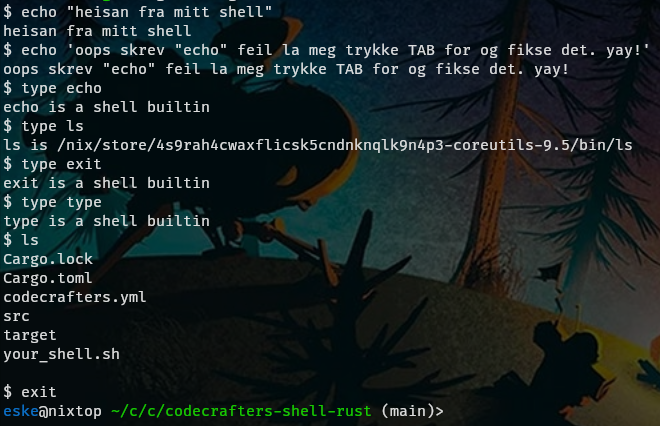 $ echo "heisan fra mitt shell"
heisan fra mitt shell
$ echo 'oops skrev "echo" feil la meg trykke TAB for og fikse det. yay!'
oops skrev "echo" feil la meg trykke TAB for og fikse det. yay!
$ type echo
echo is a shell builtin
$ type ls
ls is /nix/store/4s9rah4cwaxflicsk5cndnknqlk9n4p3-coreutils-9.5/bin/ls
$ type exit
exit is a shell builtin
$ type type
type is a shell builtin
$ ls
Cargo.lock
Cargo.toml
codecrafters.yml
src
target
your_shell.sh
$ exit
eske@nixtop ~/c/c/codecrafters-shell-rust (main)>